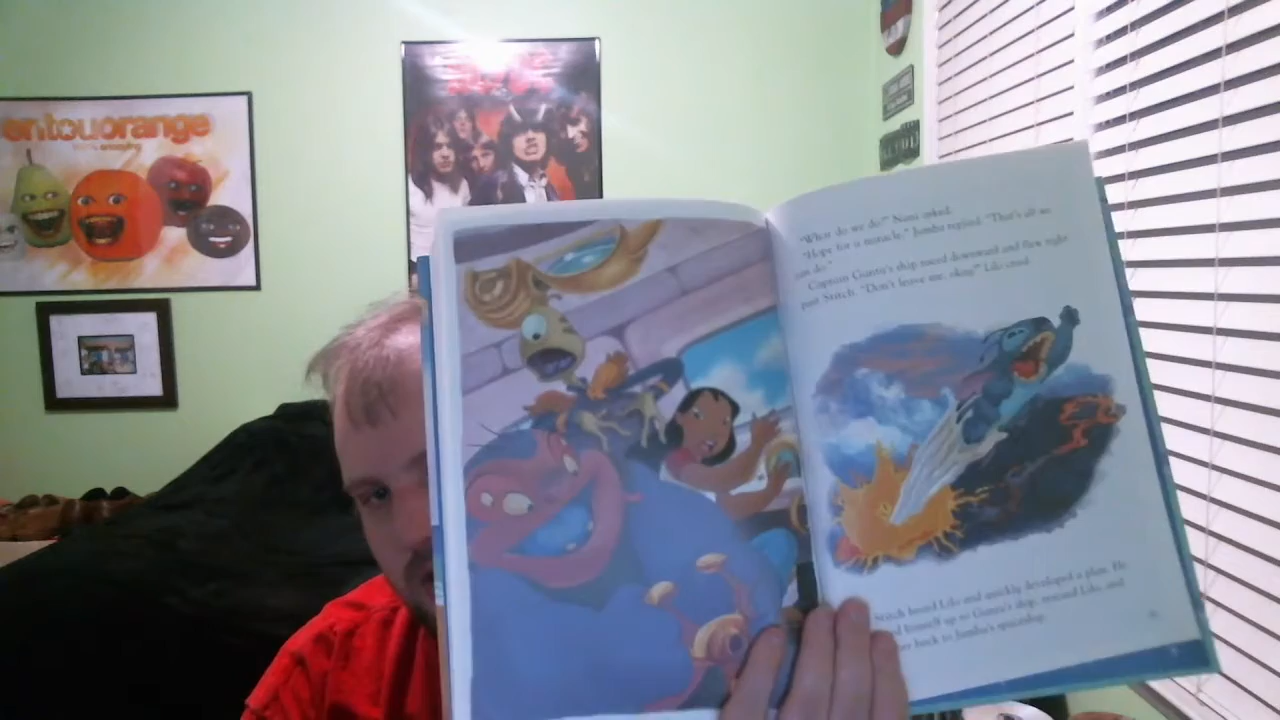 entouorange
"What do we do?" Nani asked.
"Hope for a miracle," Jumba replied. "That's all we
can do."
Captain Gantu's ship raced downward and flew right
past Stitch. "Don't leave me, okay?" Lilo cried.
Stitch heard Lilo and quickly developed a plan. He
himself up to Gantu's ship, rescued Lilo, and
her back to Jumba's spaceship.